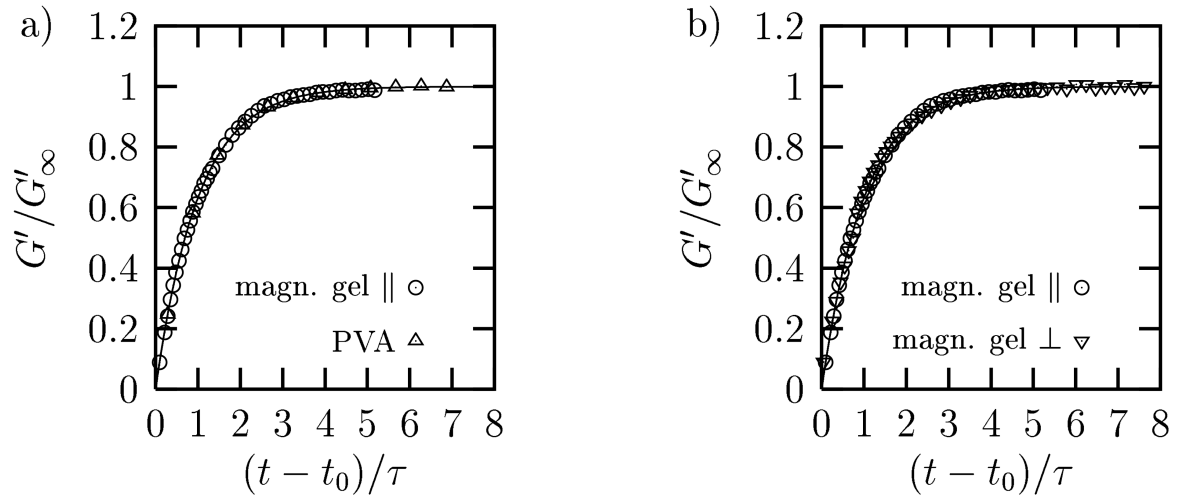 a)
1.2
1
0.8
0.6
0.4
0.2
0
G′/G′∞
magn. gel ∥
PVA
0 1 2 3 4 5 6 7 8
(t − t0)/τ
b)
1.2
1
0.8
0.6
0.4
0.2
0
G′/G′∞
magn. gel ∥
magn. gel ⊥
0 1 2 3 4 5 6 7 8
(t − t0)/τ